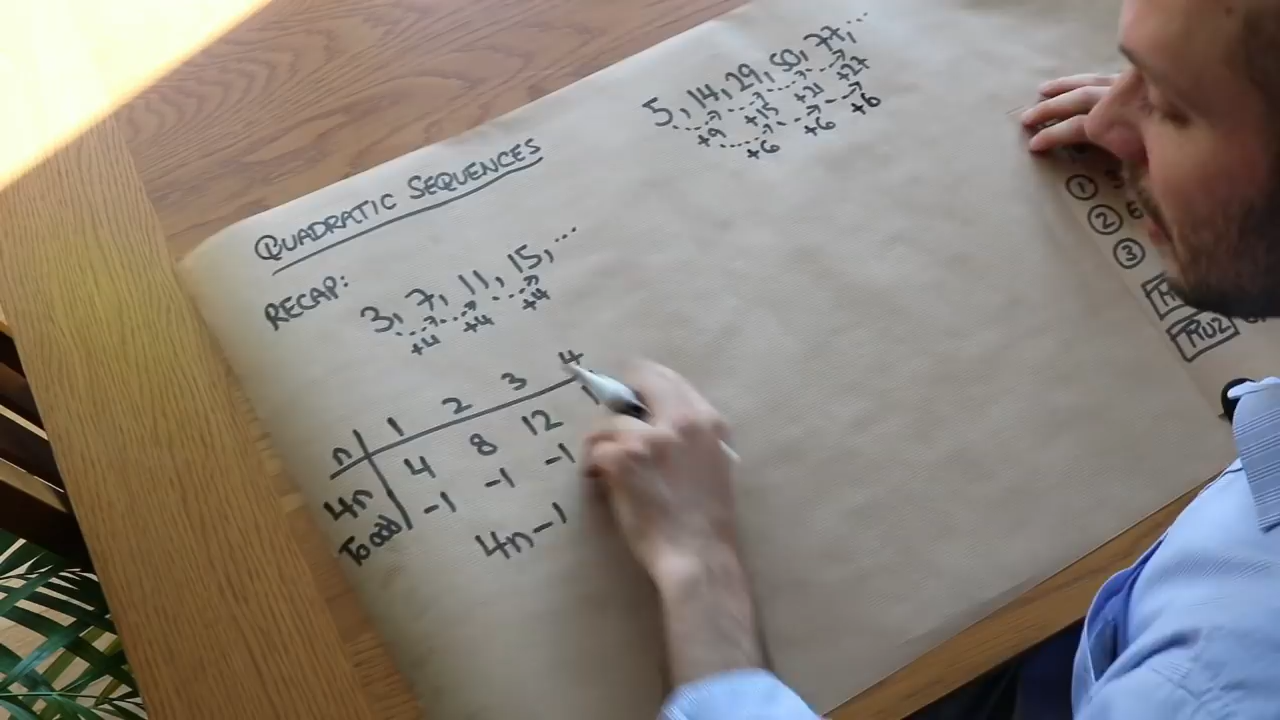 QUADRATIC SEQUENCES
RECAP: 3, 7, 11, 15, ...
+4 +4 +4
n 1 2 3 4
4n 4 8 12
To add -1 -1 -1
4n-1
5, 14, 29, 50, 77, ...
+9 +15 +21 +27
+6 +6 +6
1
2 6
3
RU2